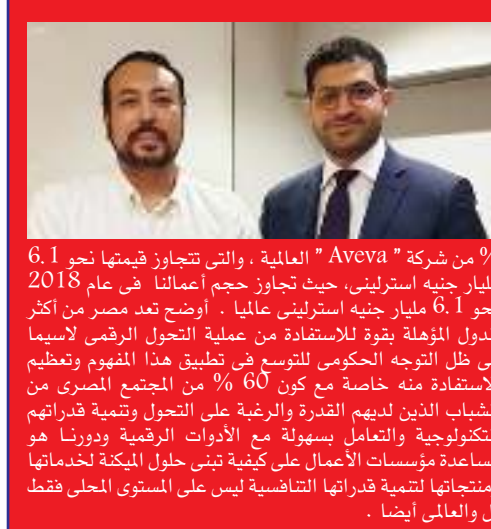 % من شركة " Aveva " العالمية ، والتى تتجاوز قيمتها نحو 6.1
مليار جنيه استرلينى، حيث تجاوز حجم أعمالنا فى عام 2018
نحو 6.1 مليار جنيه استرلينى عالميا . أوضح تعد مصر من أكثر
الدول المؤهلة بقوة للاستفادة من عملية التحول الرقمى لاسيما
فى ظل التوجه الحكومى للتوسع فى تطبيق هذا المفهوم وتعظيم
الاستفادة منه خاصة مع كون 60 % من المجتمع المصرى من
الشباب الذين لديهم القدرة والرغبة على التحول وتنمية قدراتهم
التكنولوجية والتعامل بسهولة مع الأدوات الرقمية ودورنا هو
مساعدة مؤسسات الأعمال على كيفية تبنى حلول الميكنة لخدماتها
ومنتجاتها لتنمية قدراتها التنافسية ليس على المستوى المحلى فقط
بل والعالمى أيضا .